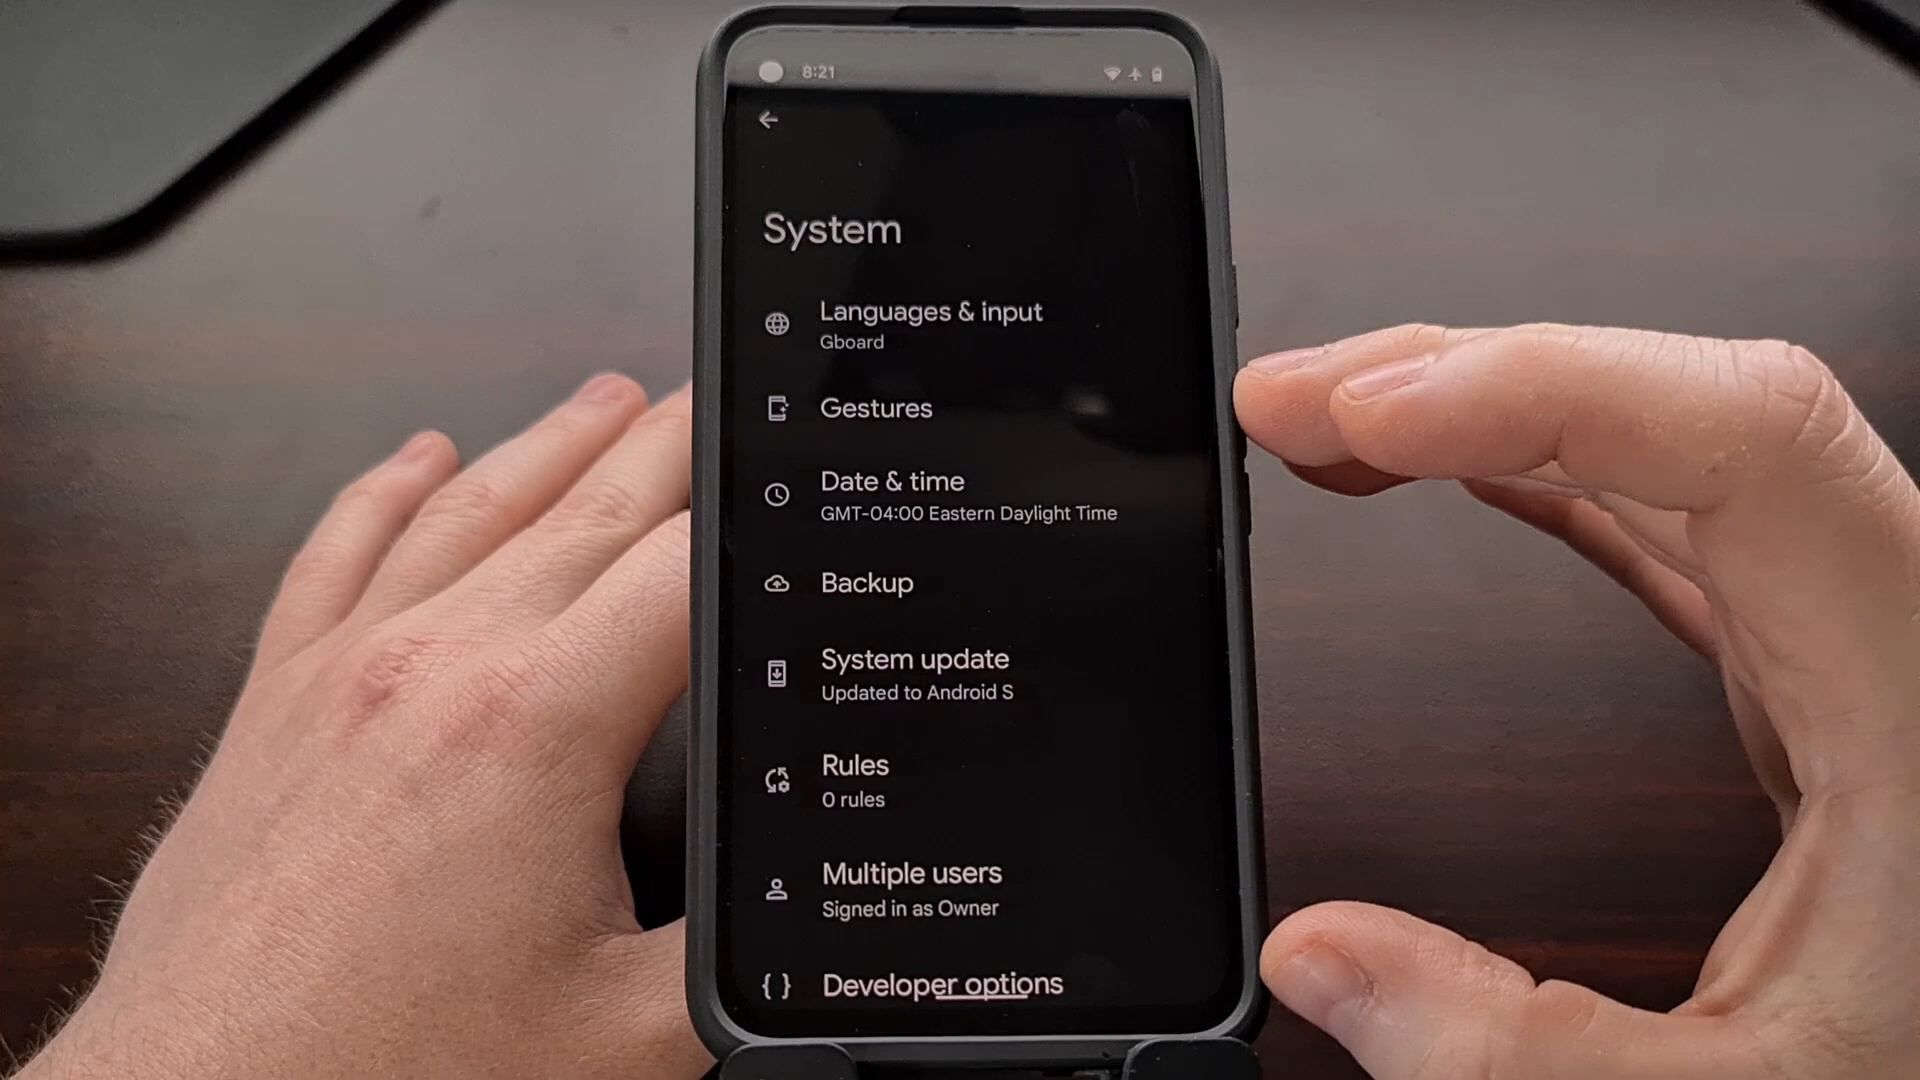 8:21
System
Languages & input
Gboard
Gestures
Date & time
GMT-04:00 Eastern Daylight Time
Backup
System update
Updated to Android S
Rules
0 rules
Multiple users
Signed in as Owner
Developer options